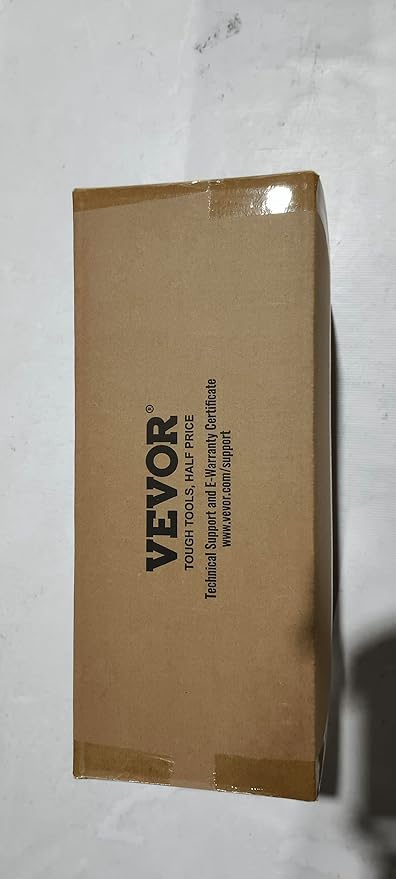 VEVOR®
TOUGH TOOLS, HALF PRICE
Technical Support and E-Warranty Certificate
www.vevor.com/support